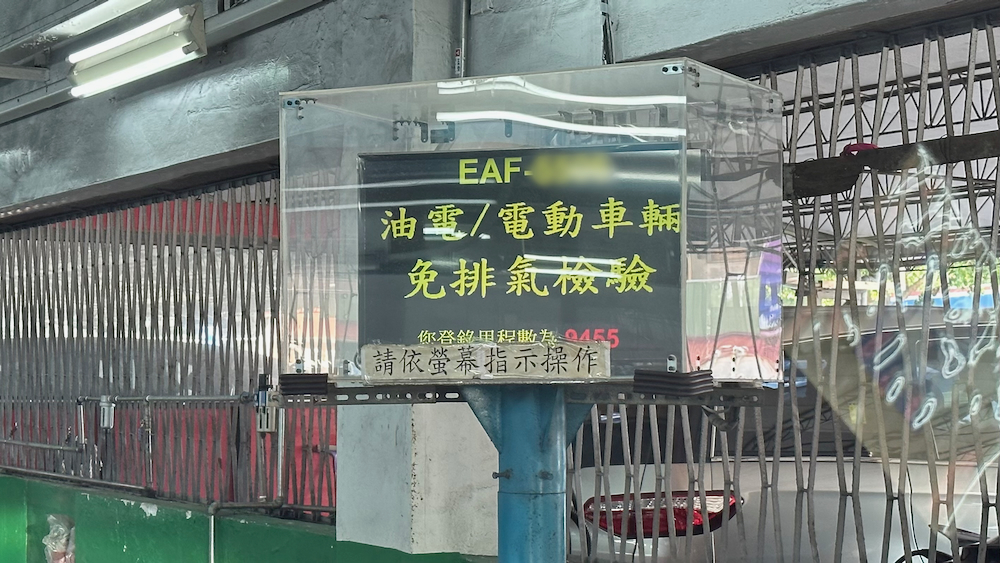 EAF-
油電/電動車輛
免排氣檢驗
您登錄里程數為 9455
請依螢幕指示操作